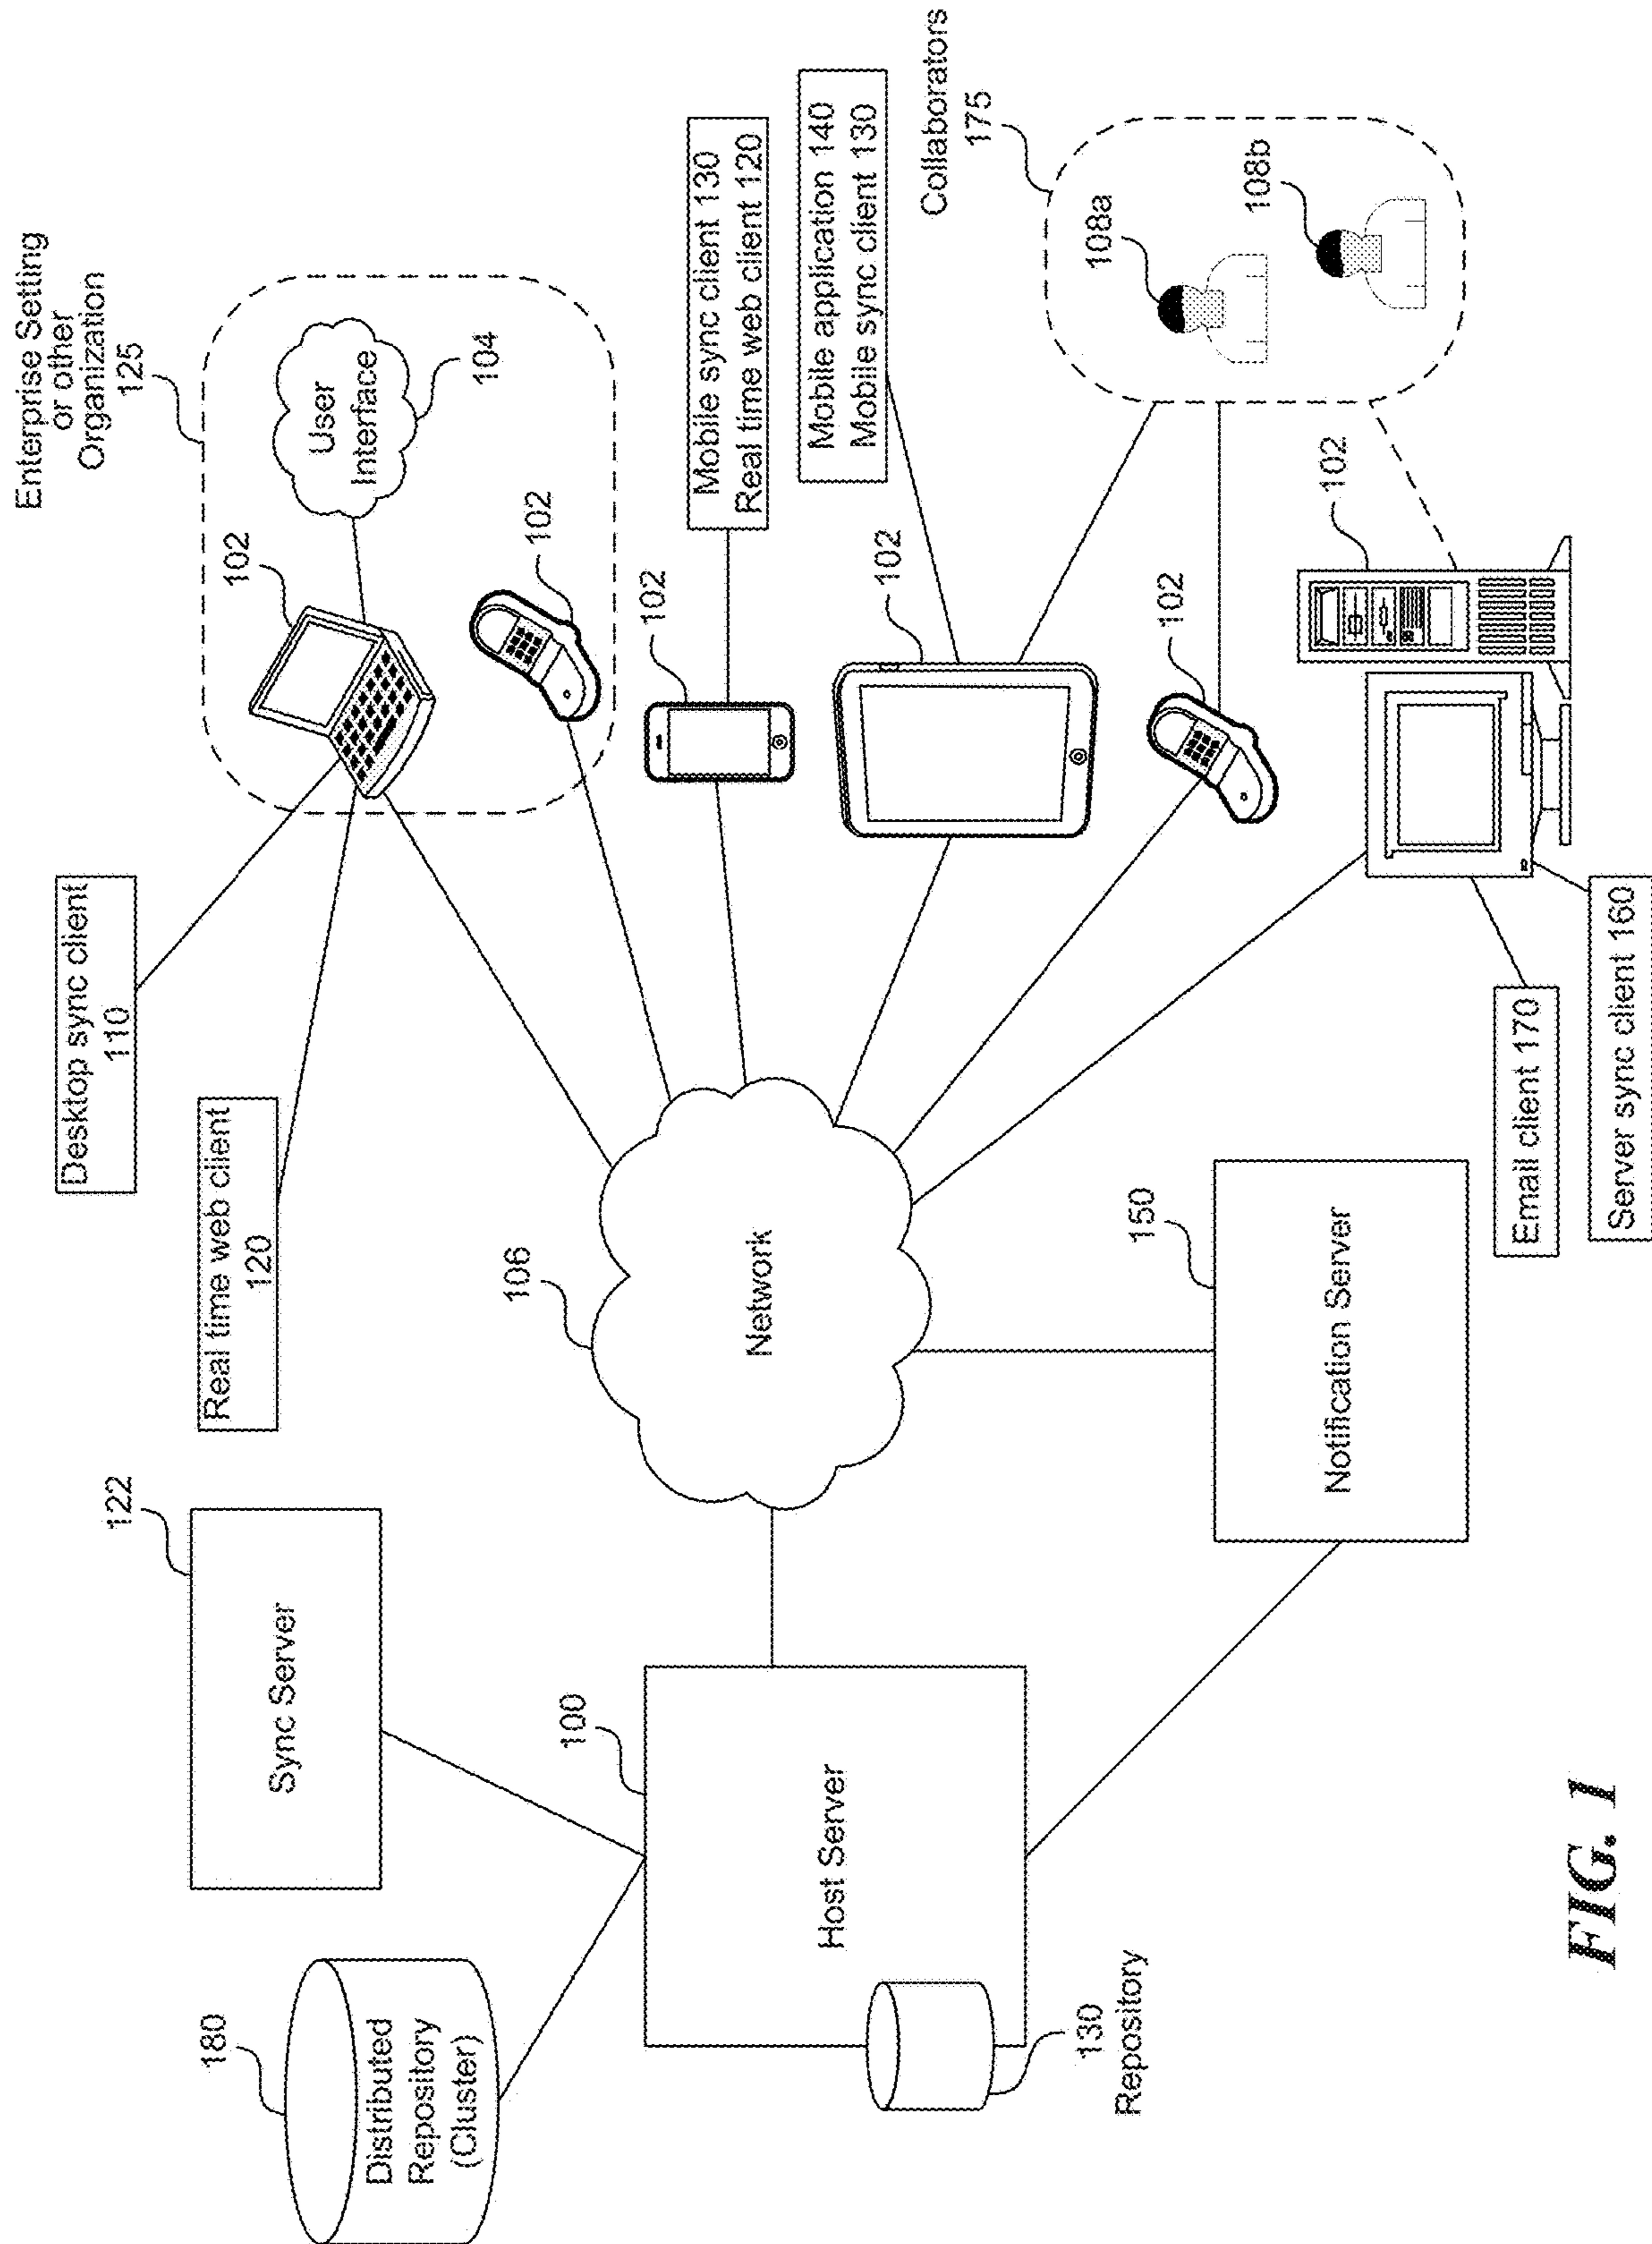 Enterprise Setting
or other
Organization
125
Desktop sync client
110
Real time web client
120
102
User
Interface
104
102
122
Sync Server
180
Distributed
Repository
(Cluster)
106
Network
102
Mobile sync client 130
Real time web client 120
100
Host Server
130
Repository
102
Mobile application 140
Mobile sync client 130
Collaborators
175
108a
108b
102
102
150
Notification Server
Email client 170
Server sync client 160
FIG. 1